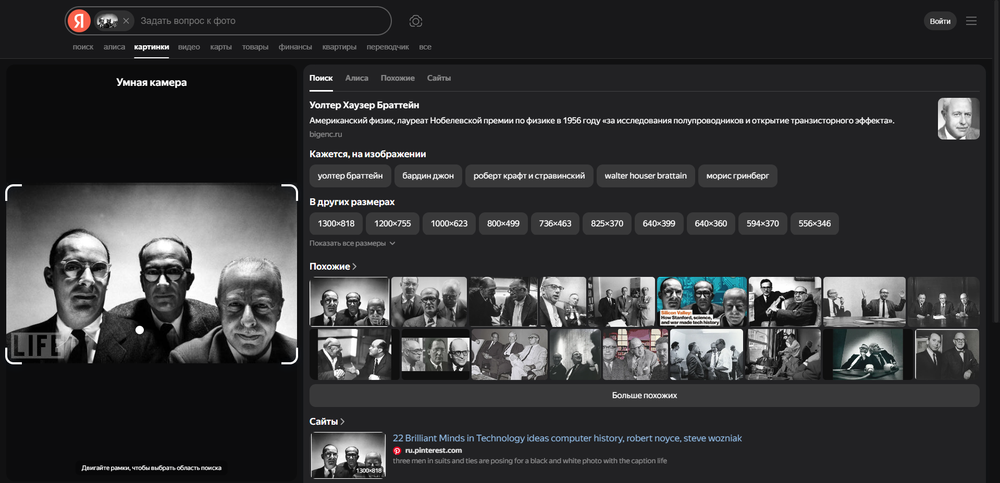 Я
Задать вопрос к фото
Войти
поиск алиса картинки видео карты товары финансы квартиры переводчик все
Умная камера
LIFE
Двигайте рамки, чтобы выбрать область поиска
Поиск Алиса Похожие Сайты
Уолтер Хаузер Браттейн
Американский физик, лауреат Нобелевской премии по физике в 1956 году «за исследования полупроводников и открытие транзисторного эффекта».
bigenc.ru
Кажется, на изображении
уолтер браттейн бардин джон роберт крафт и стравинский walter houser brattain морис гринберг
В других размерах
1300×818 1200×755 1000×623 800×499 736×463 825×370 640×399 640×360 594×370 556×346
Показать все размеры
Похожие
LIFE
Silicon Valley:
How Stanford, science,
and war made tech history
Больше похожих
Сайты
1300×818
22 Brilliant Minds in Technology ideas computer history, robert noyce, steve wozniak
ru.pinterest.com
three men in suits and ties are posing for a black and white photo with the caption life